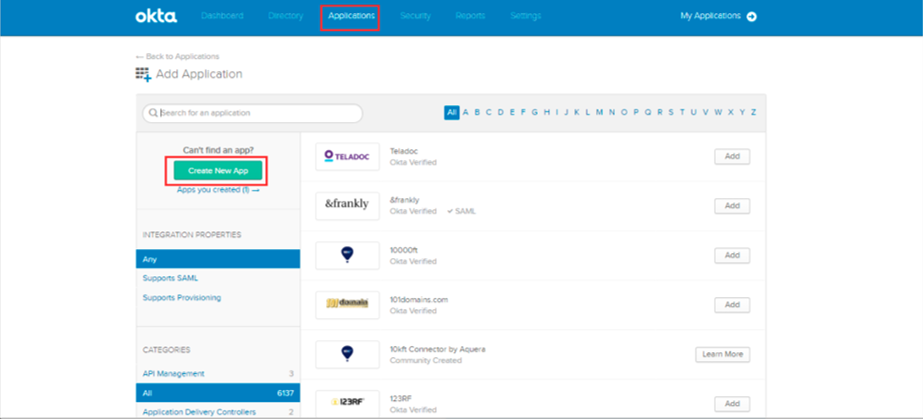 okta Dashboard Directory Applications Security Reports Settings My Applications
← Back to Applications
Add Application
Search for an application
All A B C D E F G H I J K L M N O P Q R S T U V W X Y Z
Can't find an app?
Create New App
Apps you created (1) →
INTEGRATION PROPERTIES
Any
Supports SAML
Supports Provisioning
CATEGORIES
API Management 3
All 6137
Application Delivery Controllers 2
TELADOC
Teladoc
Okta Verified
Add
&frankly
&frankly
Okta Verified ✓ SAML
Add
10000ft
Okta Verified
Add
101domain
101domains.com
Okta Verified
Add
10kft Connector by Aquera
Community Created
Learn More
123RF
123RF
Okta Verified
Add